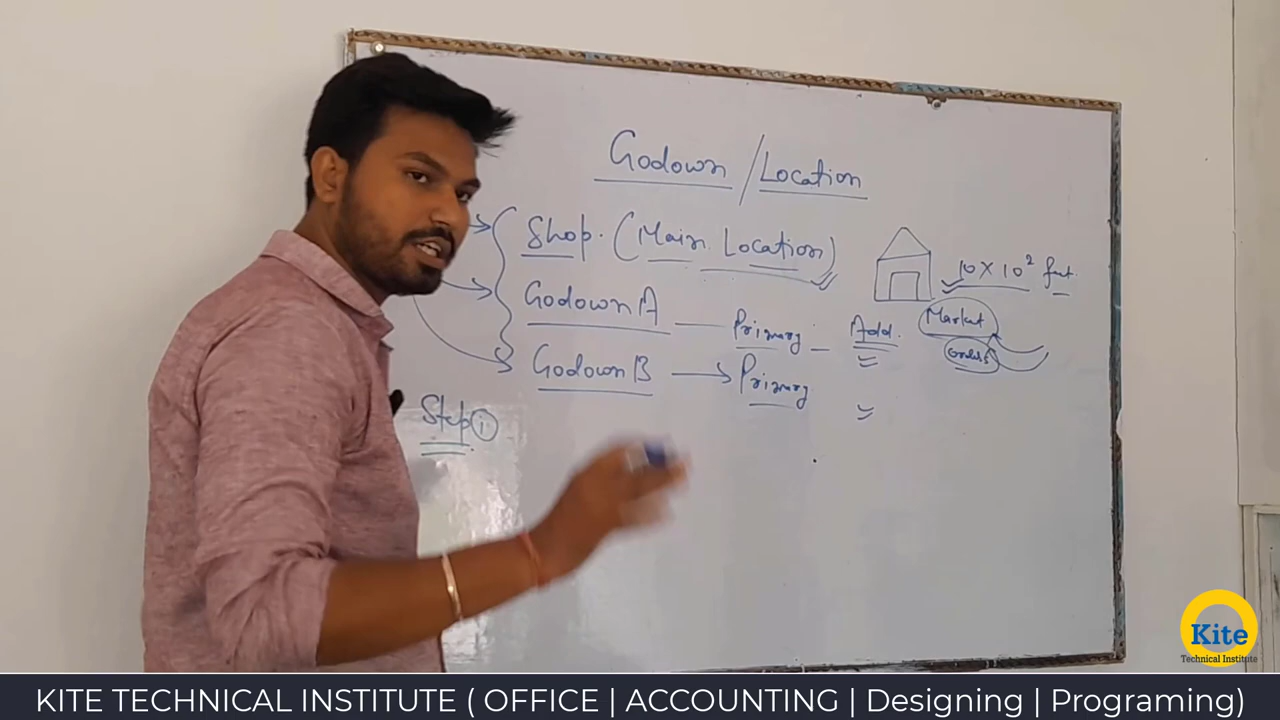 Godown / Location
Shop. (Main Location)
10 X 10² feet.
Godown A — Primary — Add.
Market
Godown B → Primary
Step 1
Kite
Technical Institute
KITE TECHNICAL INSTITUTE ( OFFICE | ACCOUNTING | Designing | Programing)